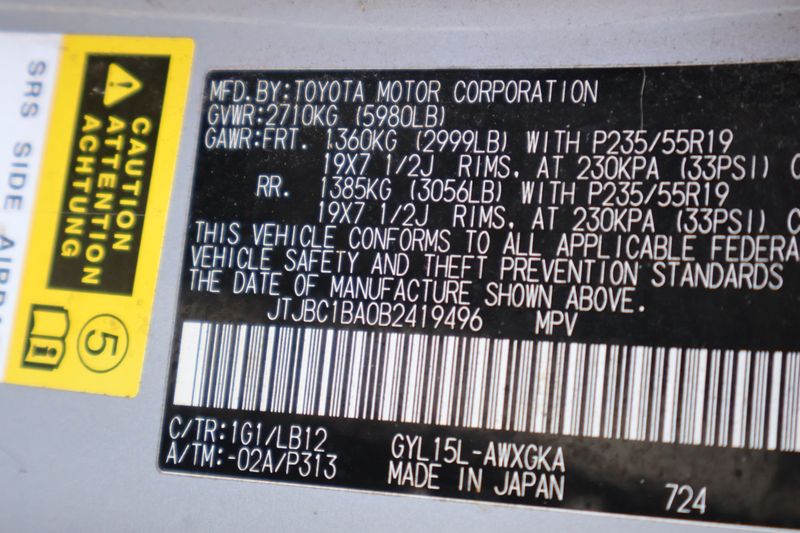 SRS SIDE AIRBA
CAUTION
ATTENTION
ACHTUNG
5
MFD.BY:TOYOTA MOTOR CORPORATION
GVWR:2710KG (5980LB)
GAWR:FRT. 1360KG (2999LB) WITH P235/55R19
19X7 1/2J RIMS. AT 230KPA (33PSI) C
RR. 1385KG (3056LB) WITH P235/55R19
19X7 1/2J RIMS. AT 230KPA (33PSI) C
THIS VEHICLE CONFORMS TO ALL APPLICABLE FEDERA
VEHICLE SAFETY AND THEFT PREVENTION STANDARDS
THE DATE OF MANUFACTURE SHOWN ABOVE.
JTJBC1BA0B2419496 MPV
C/TR:1G1/LB12 GYL15L-AWXGKA
A/TM:-02A/P313 MADE IN JAPAN 724